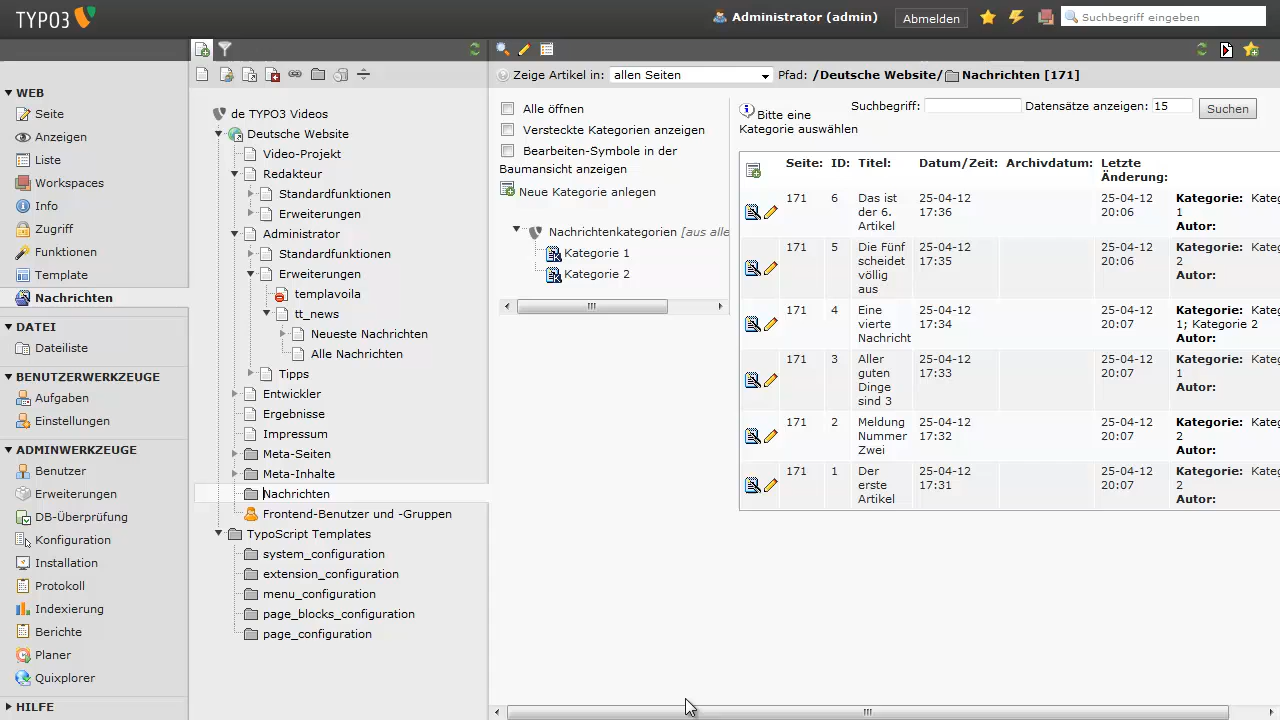 TYPO3
Administrator (admin)
Abmelden
Suchbegriff eingeben
WEB
Seite
Anzeigen
Liste
Workspaces
Info
Zugriff
Funktionen
Template
Nachrichten
DATEI
Dateiliste
BENUTZERWERKZEUGE
Aufgaben
Einstellungen
ADMINWERKZEUGE
Benutzer
Erweiterungen
DB-Überprüfung
Konfiguration
Installation
Protokoll
Indexierung
Berichte
Planer
Quixplorer
HILFE
de TYPO3 Videos
Deutsche Website
Video-Projekt
Redakteur
Standardfunktionen
Erweiterungen
Administrator
Standardfunktionen
Erweiterungen
templavoila
tt_news
Neueste Nachrichten
Alle Nachrichten
Tipps
Entwickler
Ergebnisse
Impressum
Meta-Seiten
Meta-Inhalte
Nachrichten
Frontend-Benutzer und -Gruppen
TypoScript Templates
system_configuration
extension_configuration
menu_configuration
page_blocks_configuration
page_configuration
Zeige Artikel in: allen Seiten Pfad: /Deutsche Website/ Nachrichten [171]
Alle öffnen
Versteckte Kategorien anzeigen
Bearbeiten-Symbole in der
Baumansicht anzeigen
Neue Kategorie anlegen
Nachrichtenkategorien [aus alle
Kategorie 1
Kategorie 2
Bitte eine
Kategorie auswählen
Suchbegriff: Datensätze anzeigen: 15 Suchen
Seite: ID: Titel: Datum/Zeit: Archivdatum: Letzte
Änderung:
171 6 Das ist 25-04-12 25-04-12 Kategorie: Kateg
der 6. 17:36 20:06 1
Artikel Autor:
171 5 Die Fünf 25-04-12 25-04-12 Kategorie: Kateg
scheidet 17:35 20:06 2
völlig Autor:
aus
171 4 Eine 25-04-12 25-04-12 Kategorie: Kateg
vierte 17:34 20:07 1; Kategorie 2
Nachricht Autor:
171 3 Aller 25-04-12 25-04-12 Kategorie: Kateg
guten 17:33 20:07 1
Dinge Autor:
sind 3
171 2 Meldung 25-04-12 25-04-12 Kategorie: Kateg
Nummer 17:32 20:07 2
Zwei Autor:
171 1 Der 25-04-12 25-04-12 Kategorie: Kateg
erste 17:31 20:07 2
Artikel Autor: